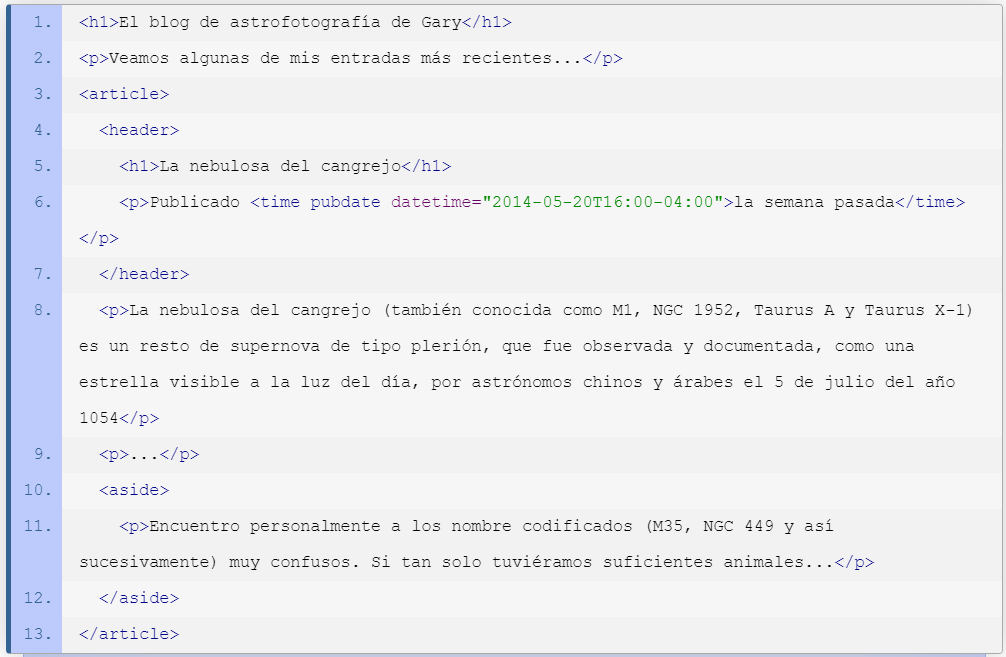 1. <h1>El blog de astrofotografía de Gary</h1>
2. <p>Veamos algunas de mis entradas más recientes...</p>
3. <article>
4. <header>
5. <h1>La nebulosa del cangrejo</h1>
6. <p>Publicado <time pubdate datetime="2014-05-20T16:00-04:00">la semana pasada</time>
</p>
7. </header>
8. <p>La nebulosa del cangrejo (también conocida como M1, NGC 1952, Taurus A y Taurus X-1)
es un resto de supernova de tipo plerión, que fue observada y documentada, como una
estrella visible a la luz del día, por astrónomos chinos y árabes el 5 de julio del año
1054</p>
9. <p>...</p>
10. <aside>
11. <p>Encuentro personalmente a los nombre codificados (M35, NGC 449 y así
sucesivamente) muy confusos. Si tan solo tuviéramos suficientes animales...</p>
12. </aside>
13. </article>